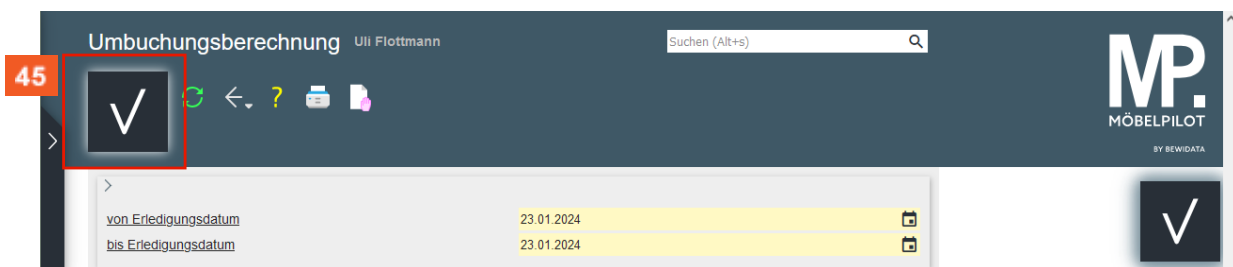 Umbuchungsberechnung Uli Flottmann
Suchen (Alt+s)
45
?
MP.
MÖBELPILOT
BY BEWIDATA
von Erledigungsdatum 23.01.2024
bis Erledigungsdatum 23.01.2024